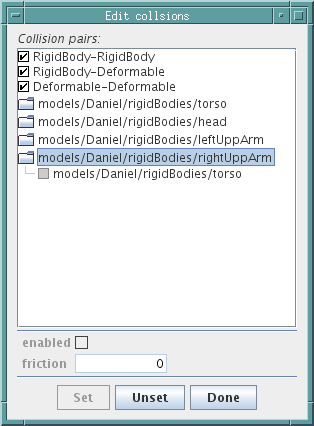 Edit collsions
Collision pairs:
RigidBody-RigidBody
RigidBody-Deformable
Deformable-Deformable
models/Daniel/rigidBodies/torso
models/Daniel/rigidBodies/head
models/Daniel/rigidBodies/leftUppArm
models/Daniel/rigidBodies/rightUppArm
models/Daniel/rigidBodies/torso
enabled
friction 0
Set Unset Done